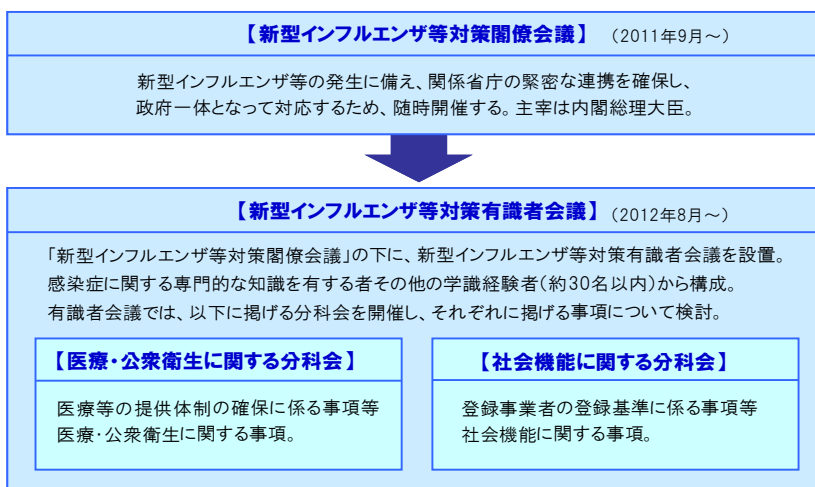 【新型インフルエンザ等対策閣僚会議】 (2011年9月~)
新型インフルエンザ等の発生に備え、関係省庁の緊密な連携を確保し、
政府一体となって対応するため、随時開催する。主宰は内閣総理大臣。
【新型インフルエンザ等対策有識者会議】 (2012年8月~)
「新型インフルエンザ等対策閣僚会議」の下に、新型インフルエンザ等対策有識者会議を設置。
感染症に関する専門的な知識を有する者その他の学識経験者(約30名以内)から構成。
有識者会議では、以下に掲げる分科会を開催し、それぞれに掲げる事項について検討。
【医療・公衆衛生に関する分科会】
医療等の提供体制の確保に係る事項等
医療・公衆衛生に関する事項。
【社会機能に関する分科会】
登録事業者の登録基準に係る事項等
社会機能に関する事項。